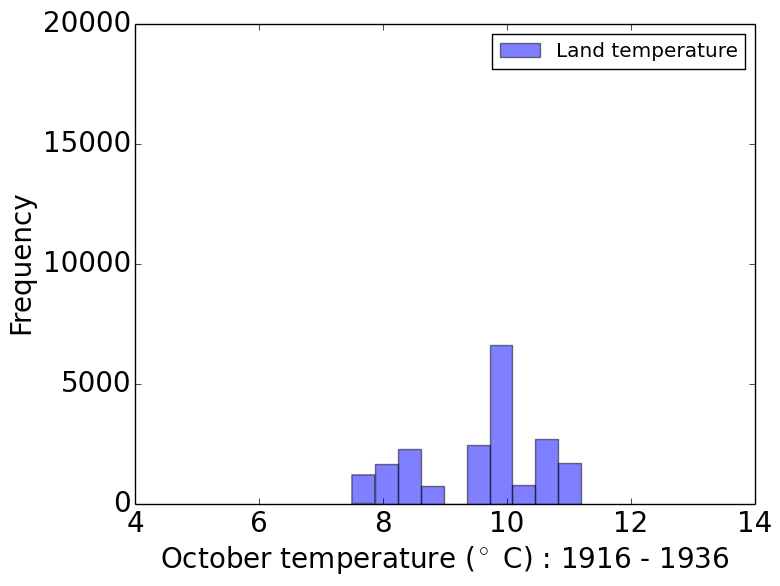 20000
Land temperature
15000
Frequency
10000
5000
0
4 6 8 10 12 14
October temperature (° C) : 1916 - 1936